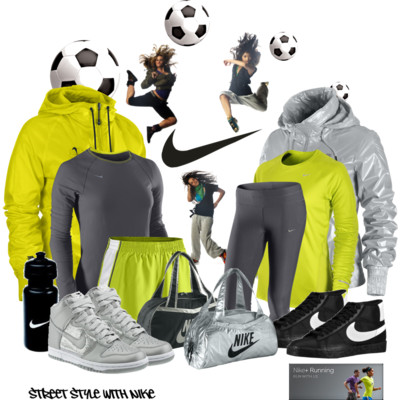 NIKE
Nike+ Running
STREET STYLE WITH NIKE